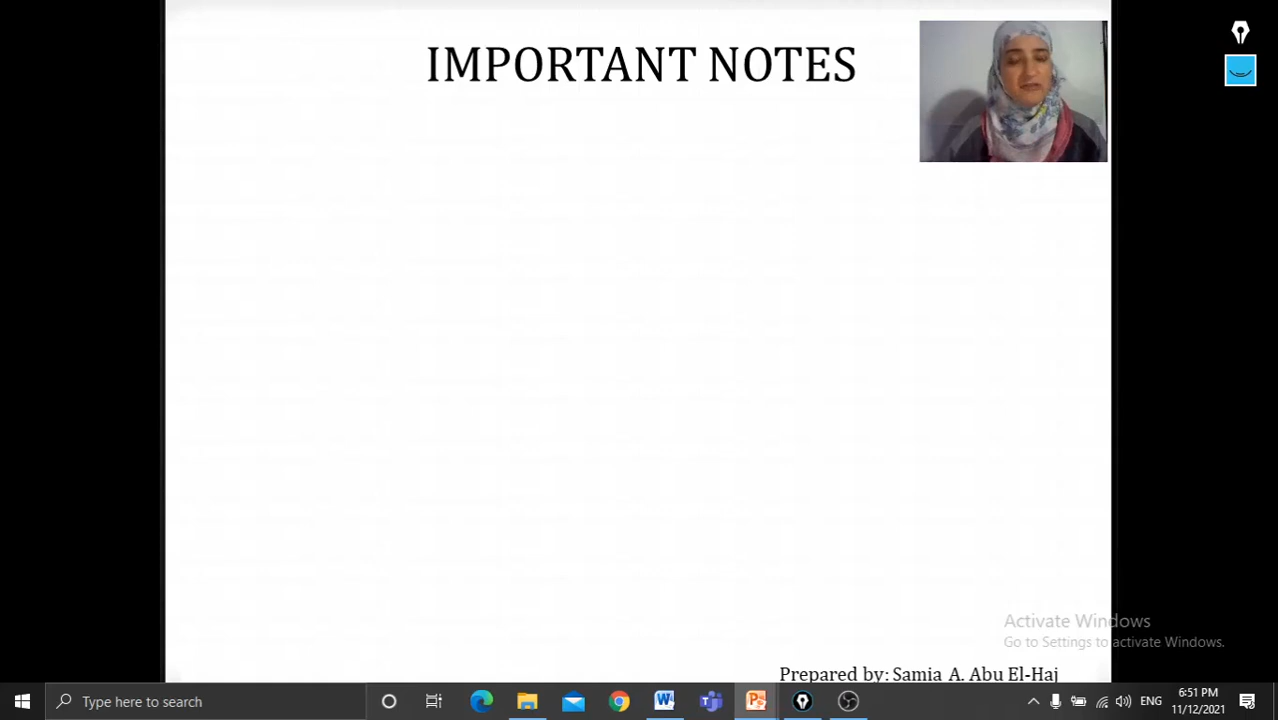 IMPORTANT NOTES
Activate Windows
Go to Settings to activate Windows.
Prepared by: Samia A. Abu El-Haj
Type here to search
ENG
6:51 PM
11/12/2021